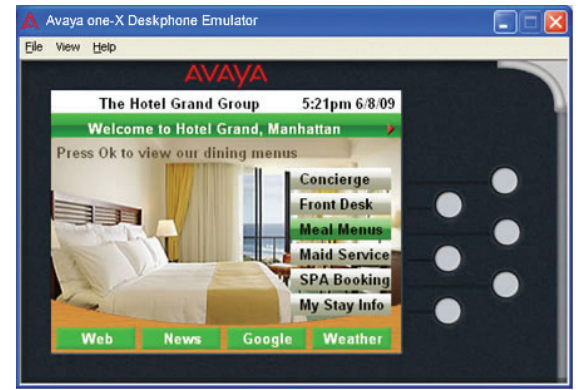 Avaya one-X Deskphone Emulator
File View Help
AVAYA
The Hotel Grand Group 5:21pm 6/8/09
Welcome to Hotel Grand, Manhattan
Press Ok to view our dining menus
Concierge
Front Desk
Meal Menus
Maid Service
SPA Booking
My Stay Info
Web News Google Weather